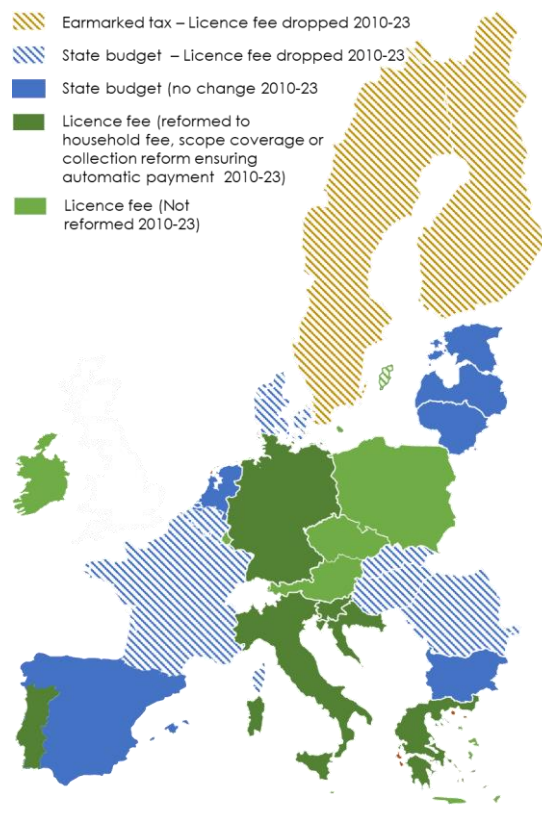 Earmarked tax – Licence fee dropped 2010-23
State budget – Licence fee dropped 2010-23
State budget (no change 2010-23
Licence fee (reformed to
household fee, scope coverage or
collection reform ensuring
automatic payment 2010-23)
Licence fee (Not
reformed 2010-23)